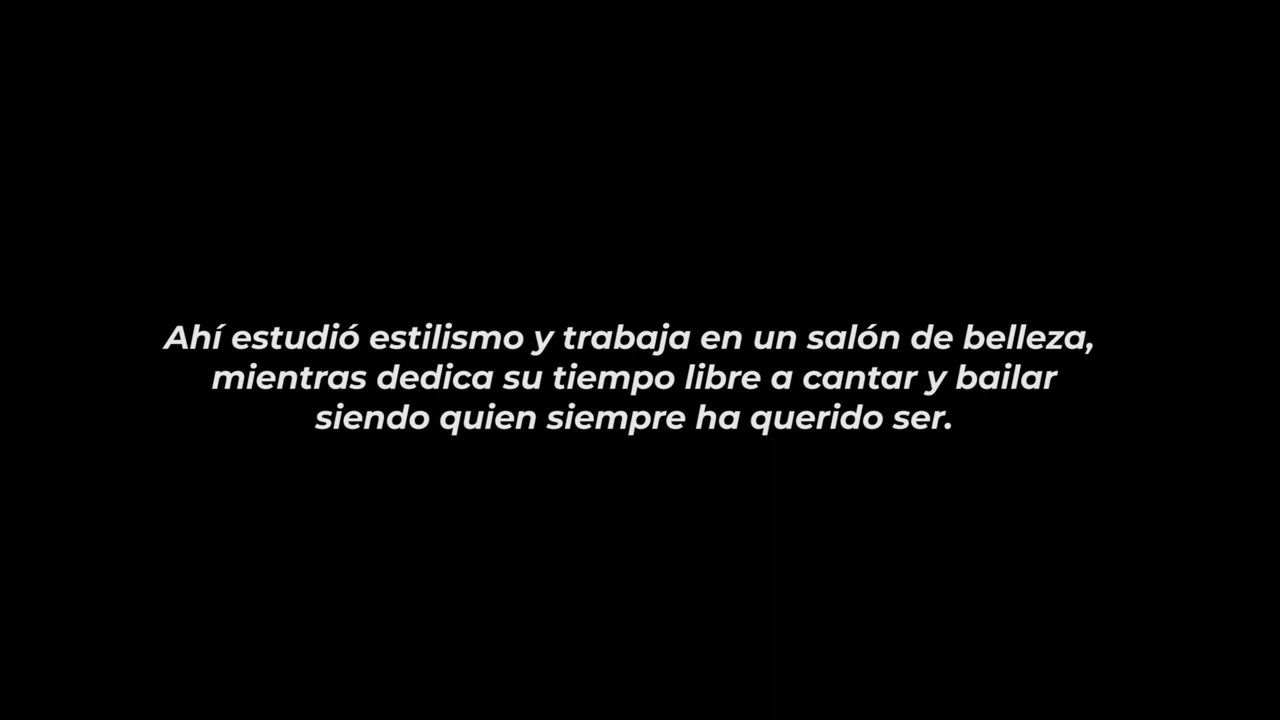 Ahí estudió estilismo y trabaja en un salón de belleza,
mientras dedica su tiempo libre a cantar y bailar
siendo quien siempre ha querido ser.